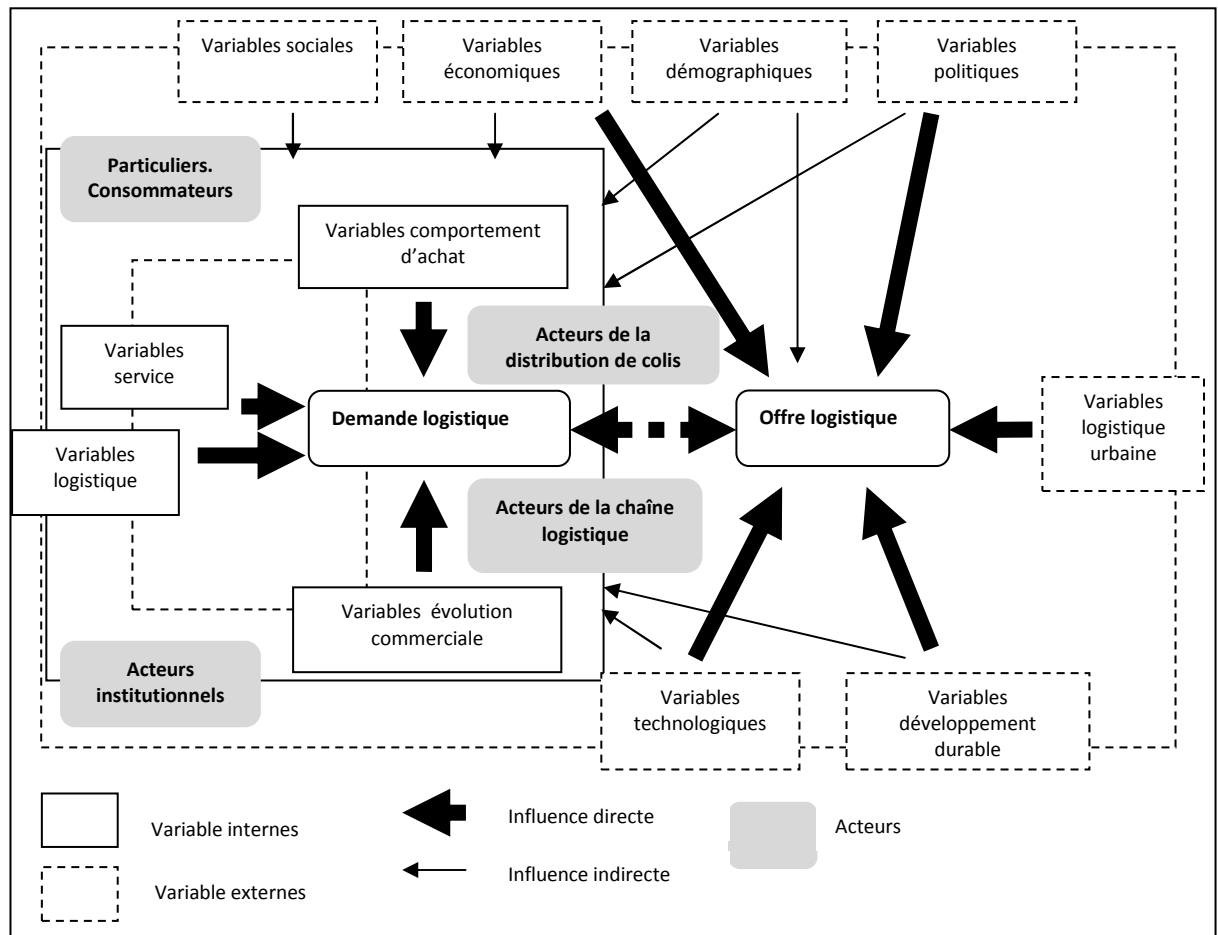 Variables sociales
Variables
économiques
Variables
démographiques
Variables
politiques
Particuliers.
Consommateurs
Variables comportement
d'achat
Acteurs de la
distribution de colis
Variables
service
Demande logistique
Offre logistique
Variables
logistique
urbaine
Variables
logistique
Acteurs de la chaîne
logistique
Variables évolution
commerciale
Acteurs
institutionnels
Variables
technologiques
Variables
développement
durable
Variable internes
Influence directe
Acteurs
Influence indirecte
Variable externes